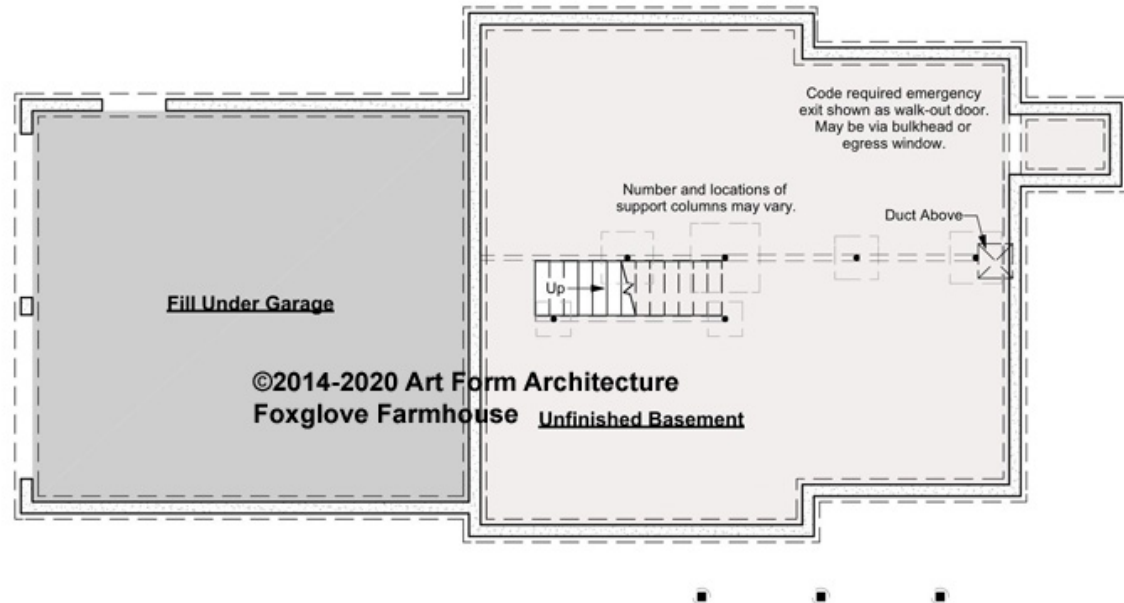 Code required emergency
exit shown as walk-out door.
May be via bulkhead or
egress window.
Number and locations of
support columns may vary.
Duct Above
Up
Fill Under Garage
©2014-2020 Art Form Architecture
Foxglove Farmhouse
Unfinished Basement